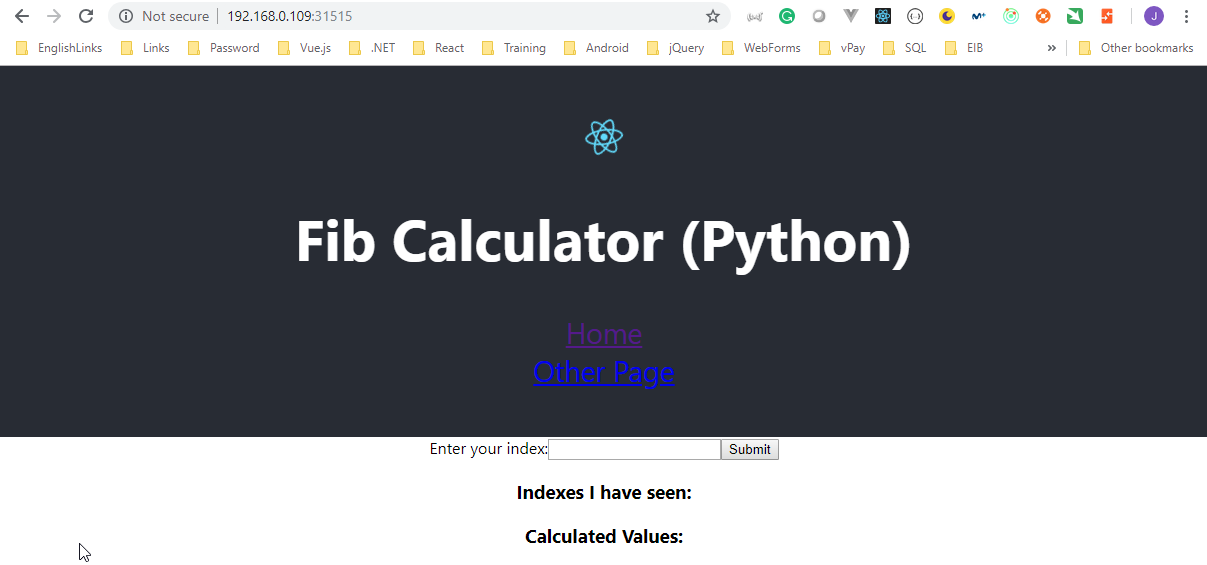 Not secure 192.168.0.109:31515
EnglishLinks Links Password Vue.js .NET React Training Android jQuery WebForms vPay SQL EIB » Other bookmarks
Fib Calculator (Python)
Home
Other Page
Enter your index: Submit
Indexes I have seen:
Calculated Values: